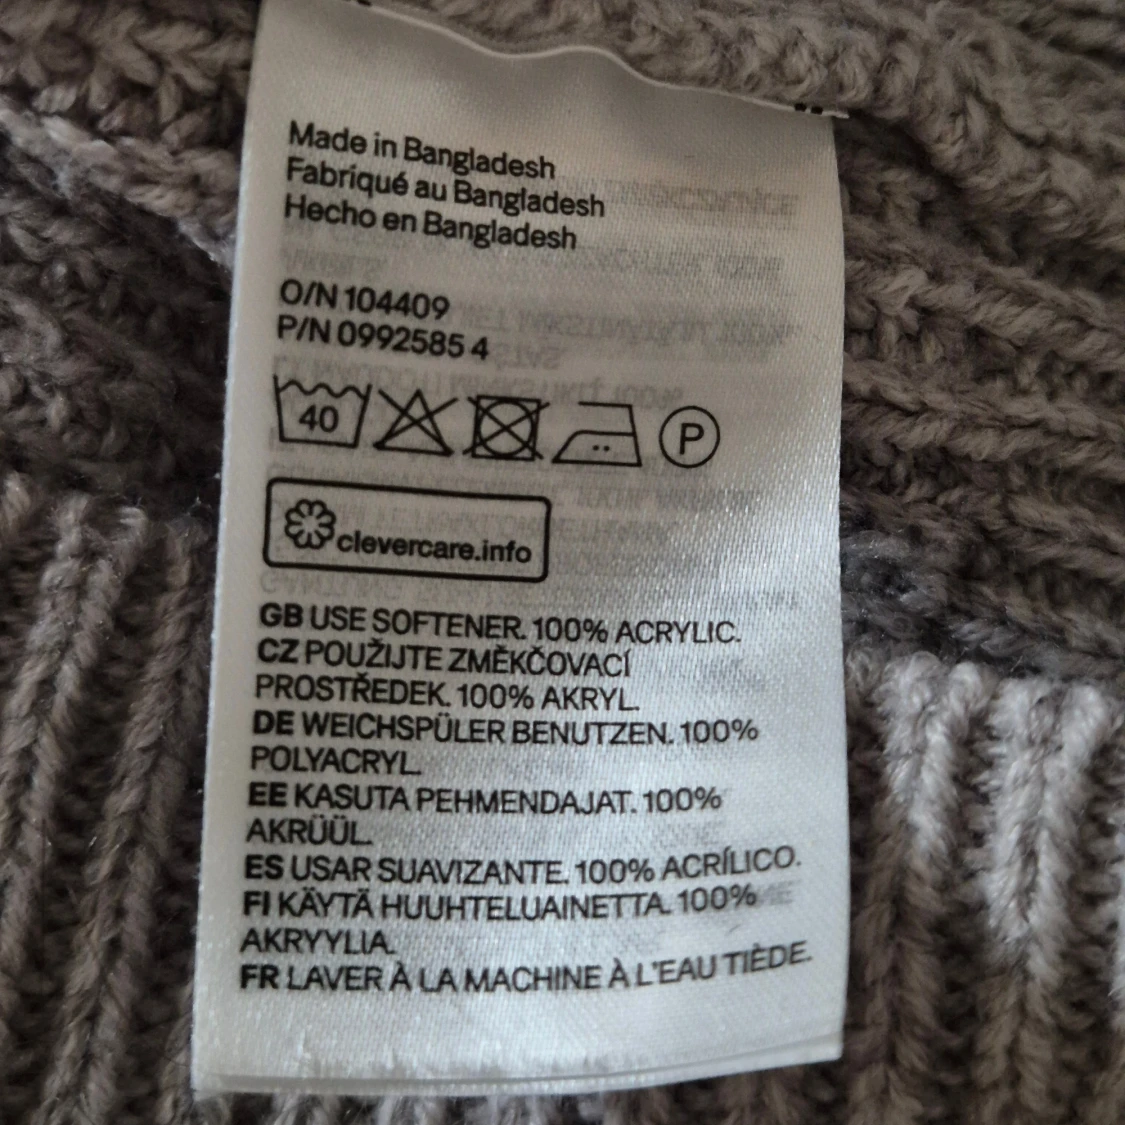 Made in Bangladesh
Fabriqué au Bangladesh
Hecho en Bangladesh
O/N 104409
P/N 0992585 4
40
P
clevercare.info
GB USE SOFTENER. 100% ACRYLIC.
CZ POUŽIJTE ZMĚKČOVACÍ
PROSTŘEDEK. 100% AKRYL.
DE WEICHSPÜLER BENUTZEN. 100%
POLYACRYL.
EE KASUTA PEHMENDAJAT. 100%
AKRÜÜL.
ES USAR SUAVIZANTE. 100% ACRÍLICO.
FI KÄYTÄ HUUHTELUAINETTA. 100%
AKRYYLIA.
FR LAVER À LA MACHINE À L'EAU TIÈDE.